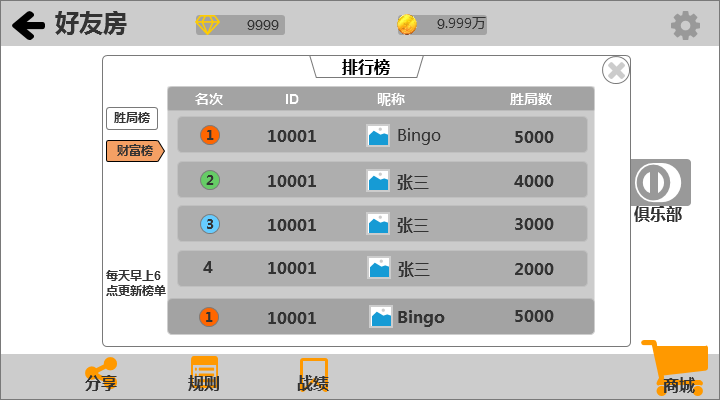 好友房
9999
9.999万
排行榜
胜局榜
财富榜
每天早上6
点更新榜单
名次 ID 昵称 胜局数
1 10001 Bingo 5000
2 10001 张三 4000
3 10001 张三 3000
4 10001 张三 2000
1 10001 Bingo 5000
俱乐部
分享 规则 战绩 商城